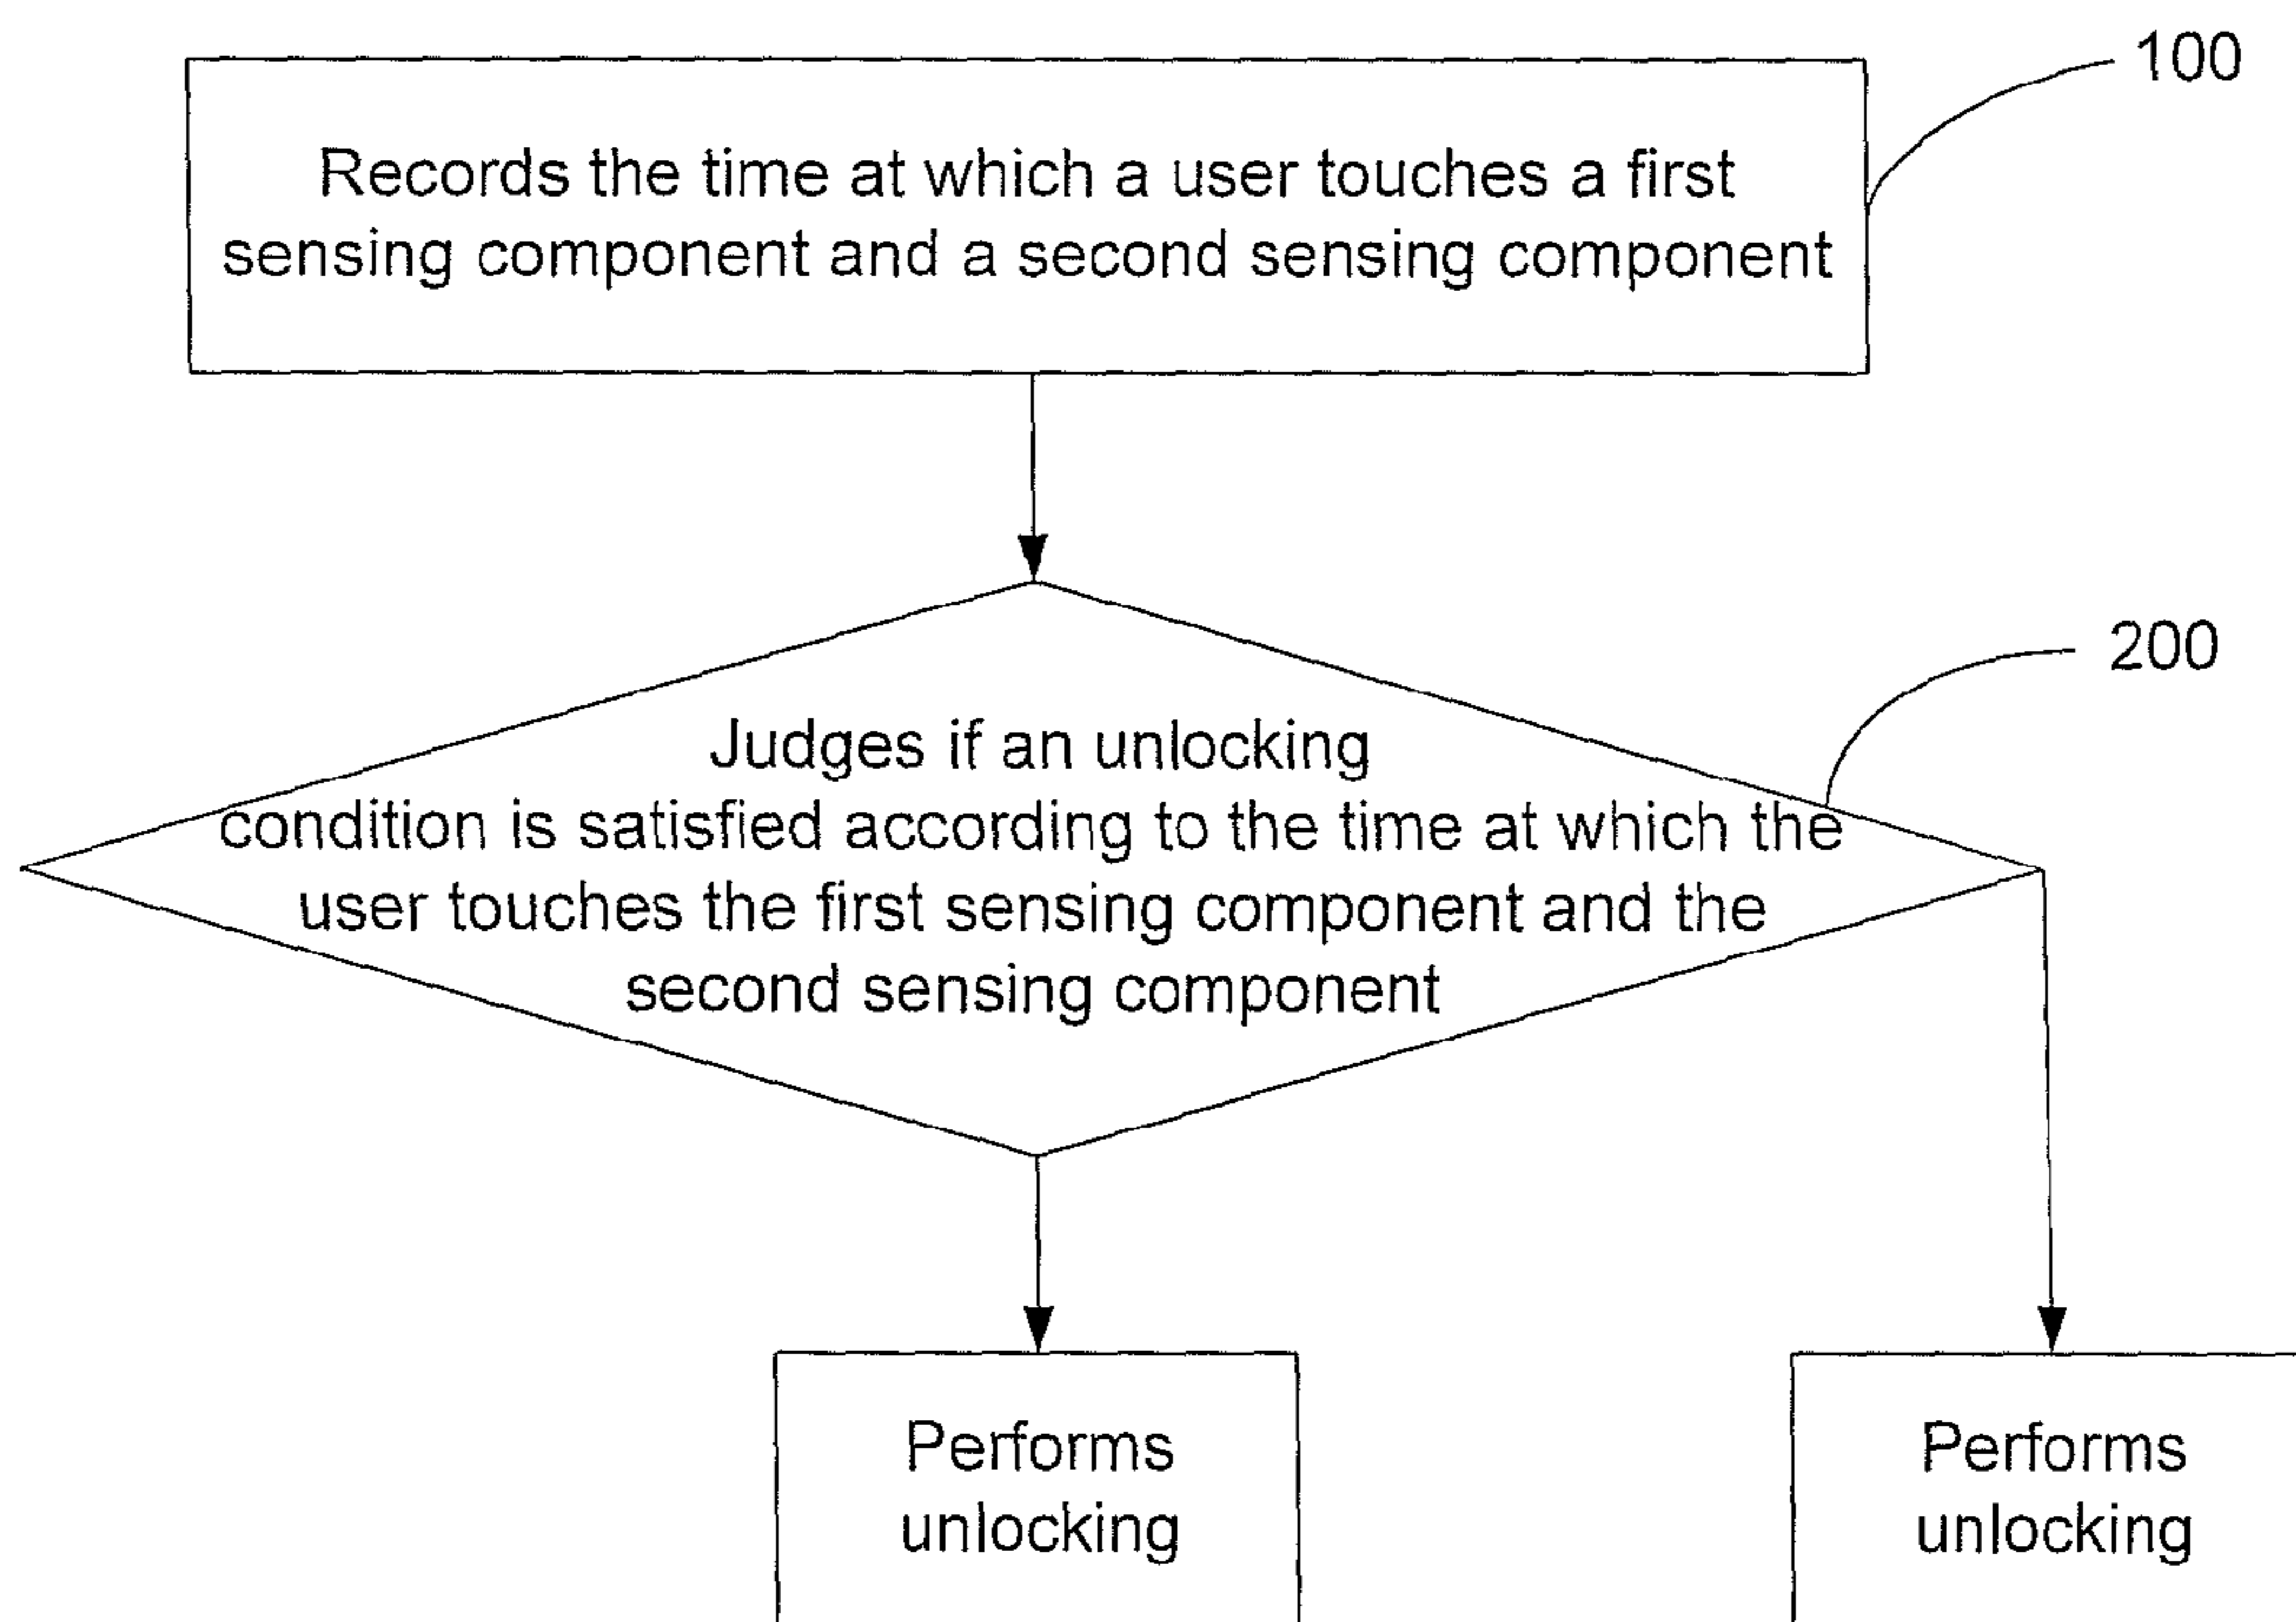 100
Records the time at which a user touches a first
sensing component and a second sensing component
200
Judges if an unlocking
condition is satisfied according to the time at which the
user touches the first sensing component and the
second sensing component
Performs
unlocking
Performs
unlocking